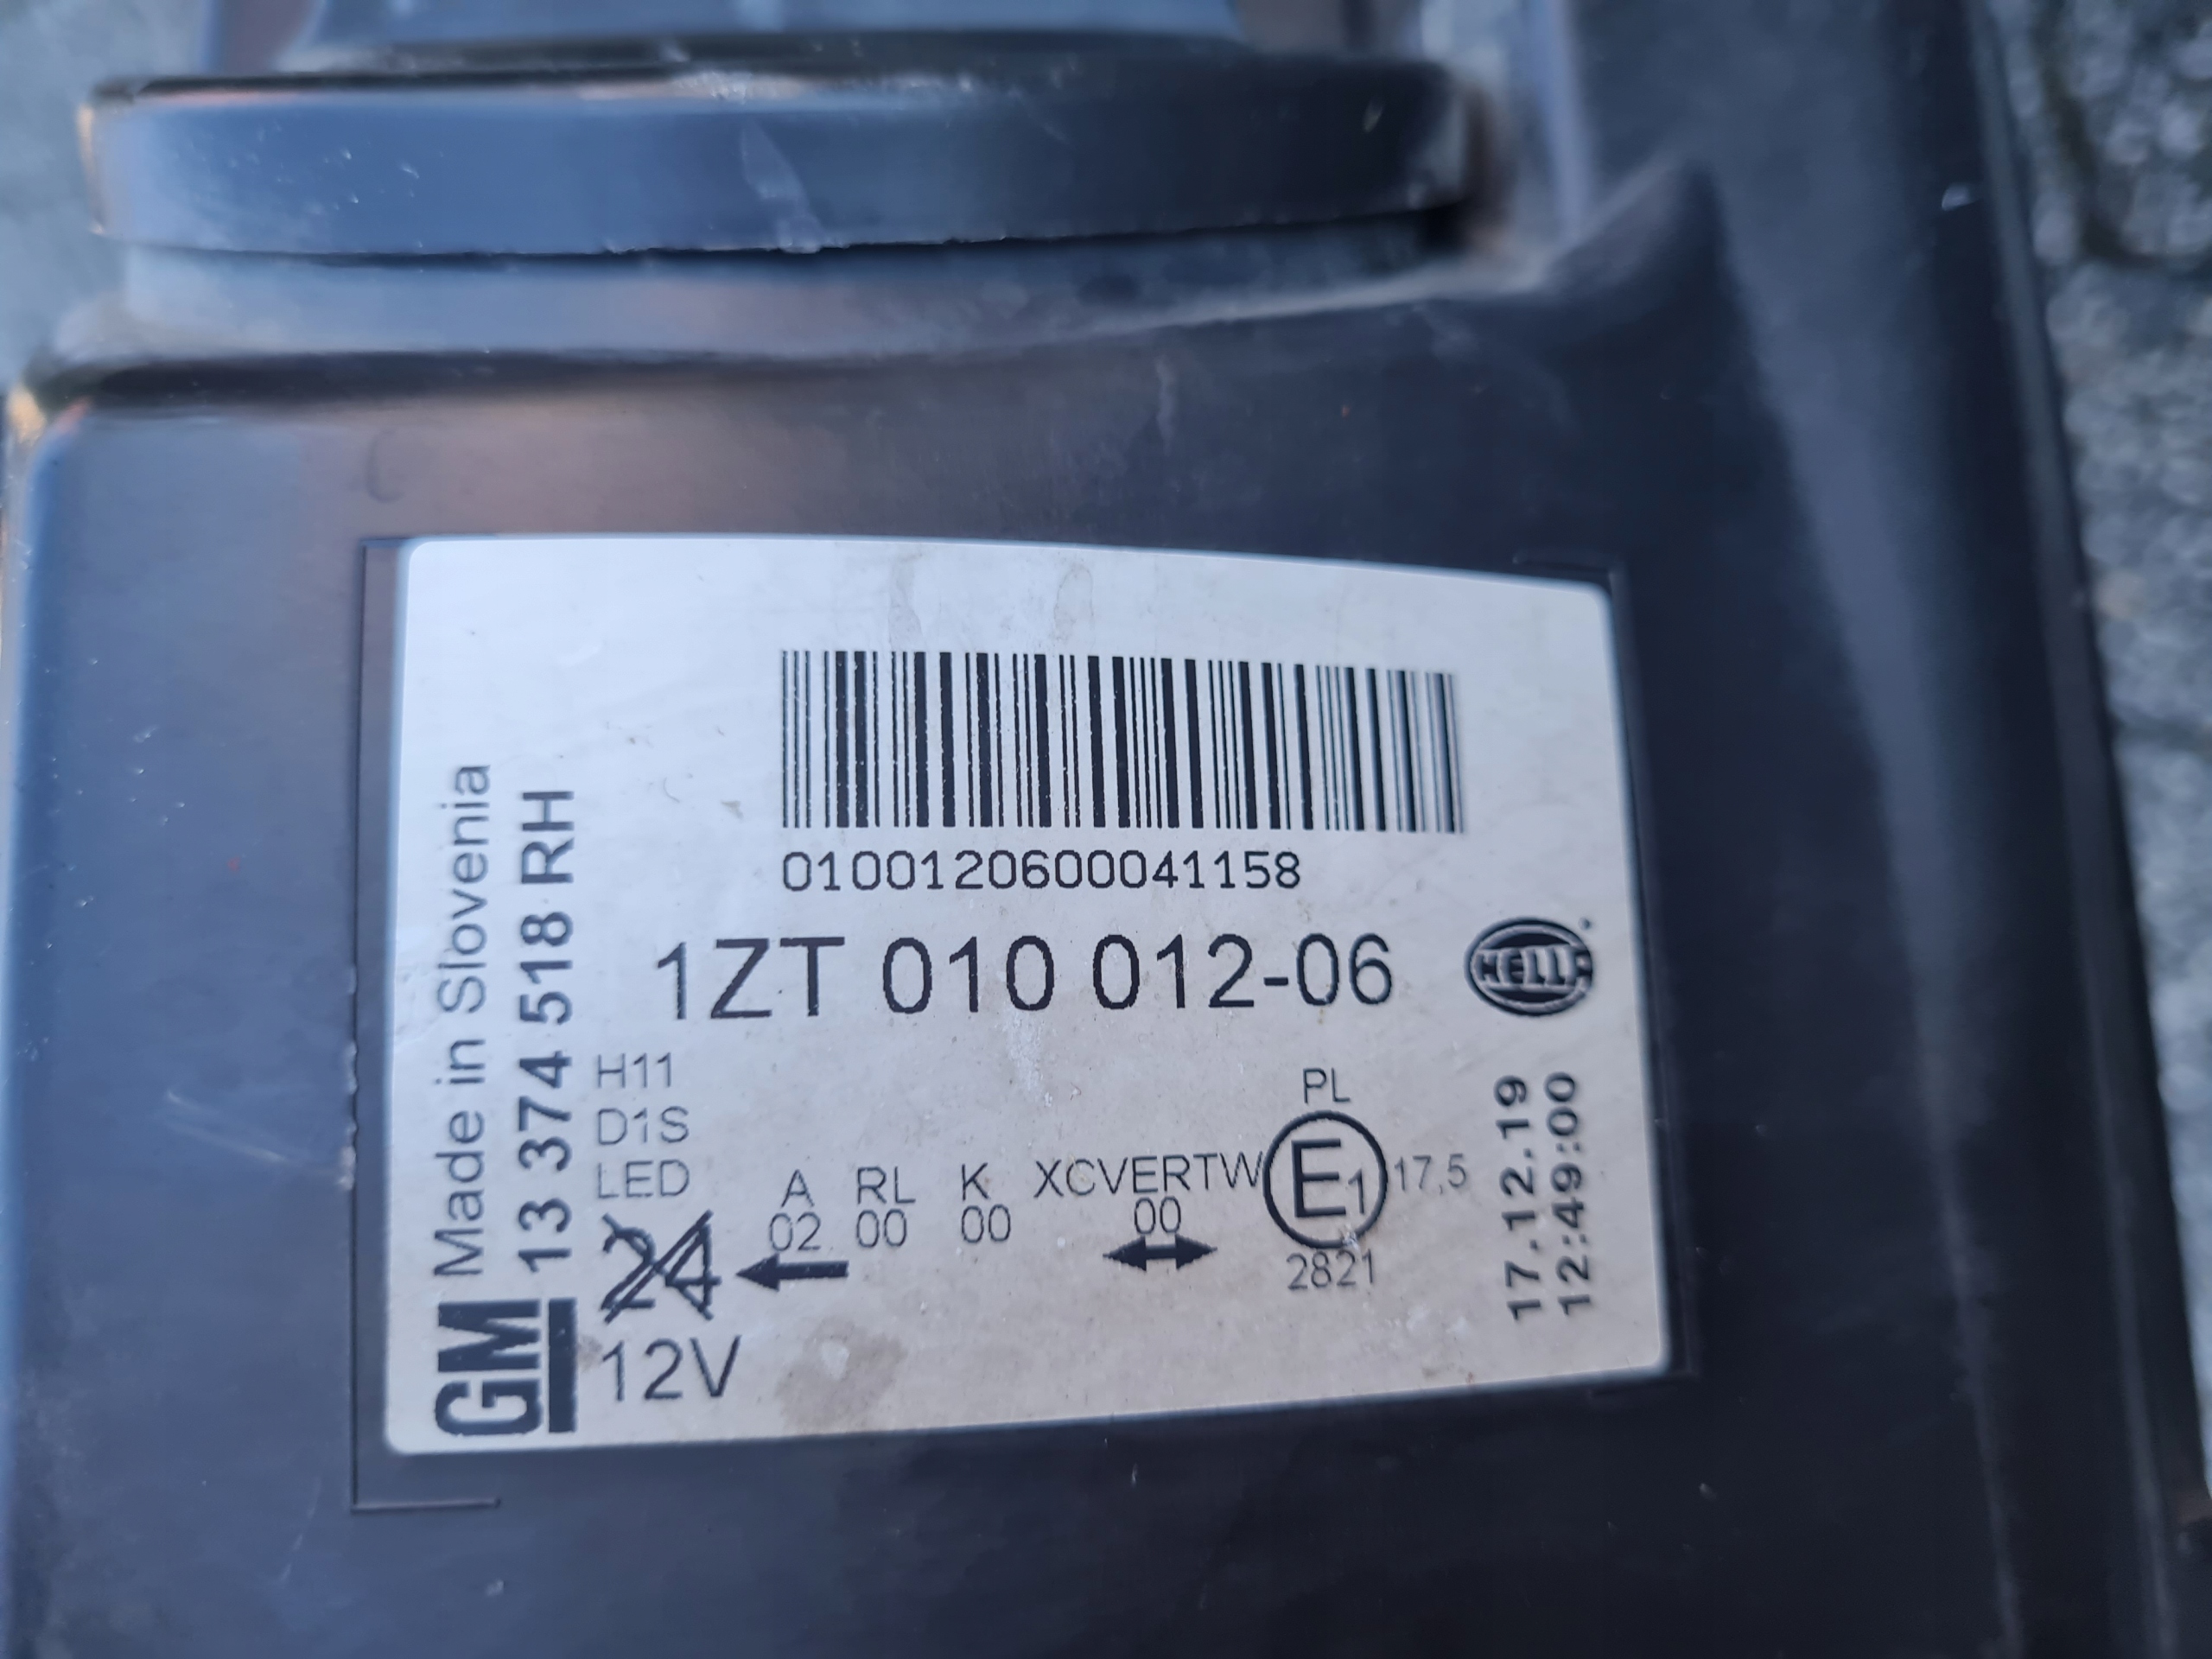 0100120600041158
1ZT 010 012-06
HELLA
Made in Slovenia
13 374 518 RH
GM
H11
D1S
LED
24
12V
A
02
RL
00
K
00
XCVERTW
00
PL
E1
17,5
2821
17.12.19
12:49:00